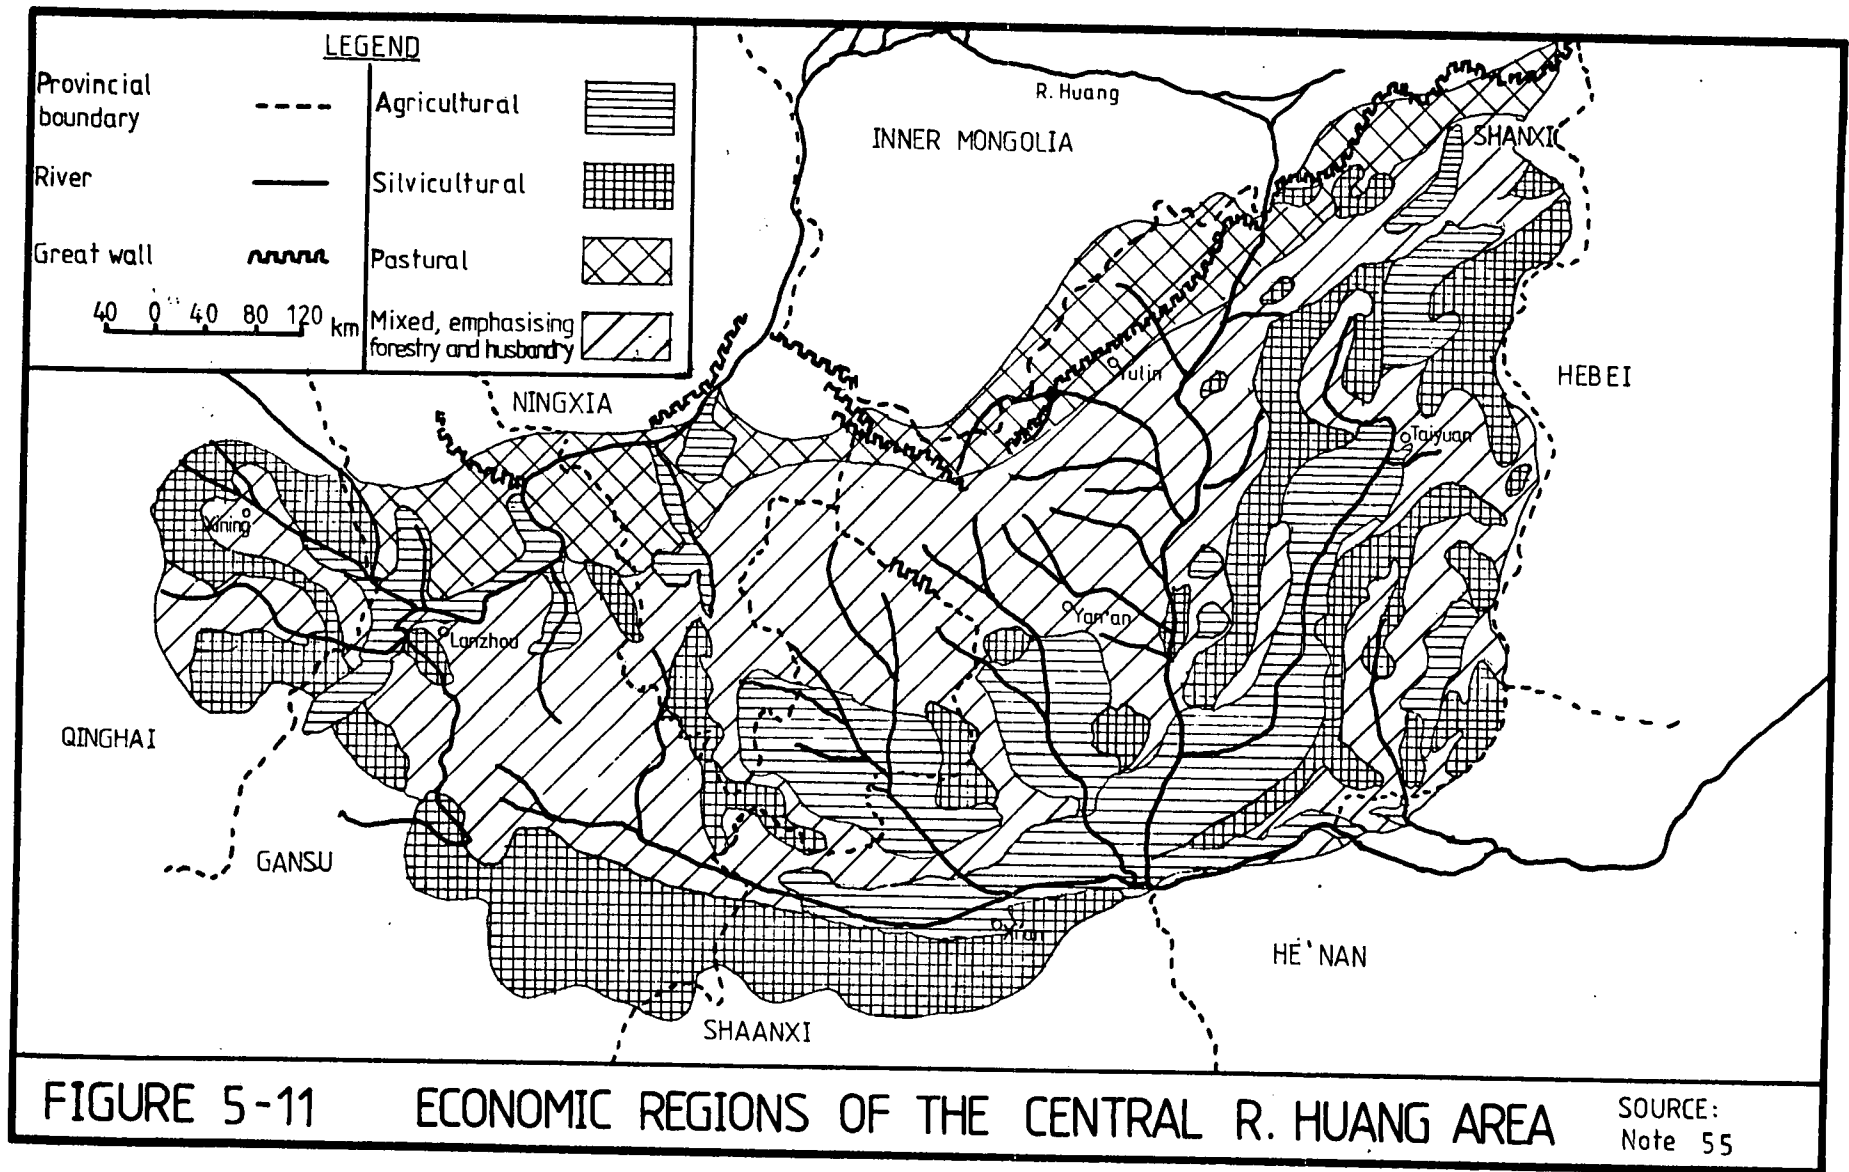 LEGEND
Provincial
boundary
River
Great wall
40 0 40 80 120 km
Agricultural
Silvicultural
Pastural
Mixed, emphasising
forestry and husbandry
R. Huang
INNER MONGOLIA
SHANXI
HEBEI
Yulin
NINGXIA
Taiyuan
Xining
Yan'an
Lanzhou
QINGHAI
GANSU
Xi'an
HE'NAN
SHAANXI
FIGURE 5-11 ECONOMIC REGIONS OF THE CENTRAL R. HUANG AREA
SOURCE:
Note 55